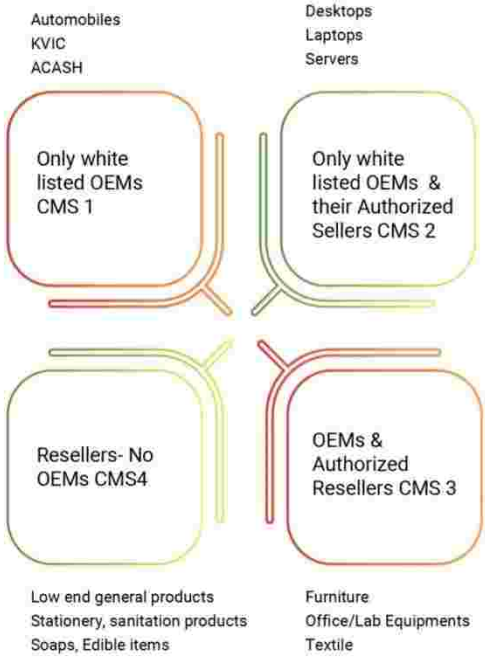 Automobiles
KVIC
ACASH
Desktops
Laptops
Servers
Only white
listed OEMs
CMS 1
Only white
listed OEMs &
their Authorized
Sellers CMS 2
Resellers- No
OEMs CMS4
OEMs &
Authorized
Resellers CMS 3
Low end general products
Stationery, sanitation products
Soaps, Edible items
Furniture
Office/Lab Equipments
Textile